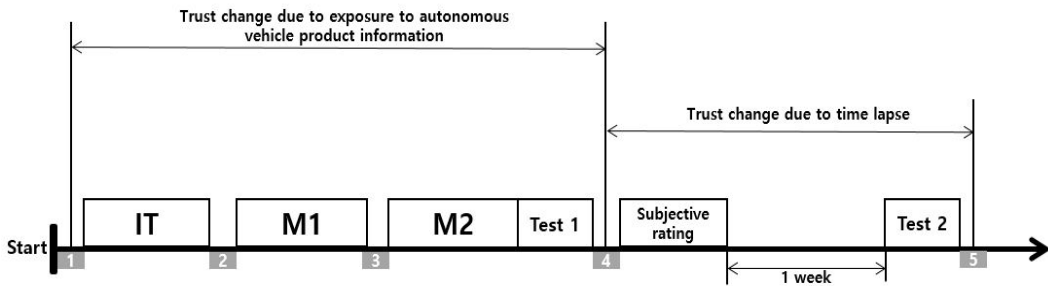 Trust change due to exposure to autonomous
vehicle product information
Trust change due to time lapse
IT
M1
M2
Test 1
Subjective
rating
Test 2
Start
1
2
3
4
5
1 week